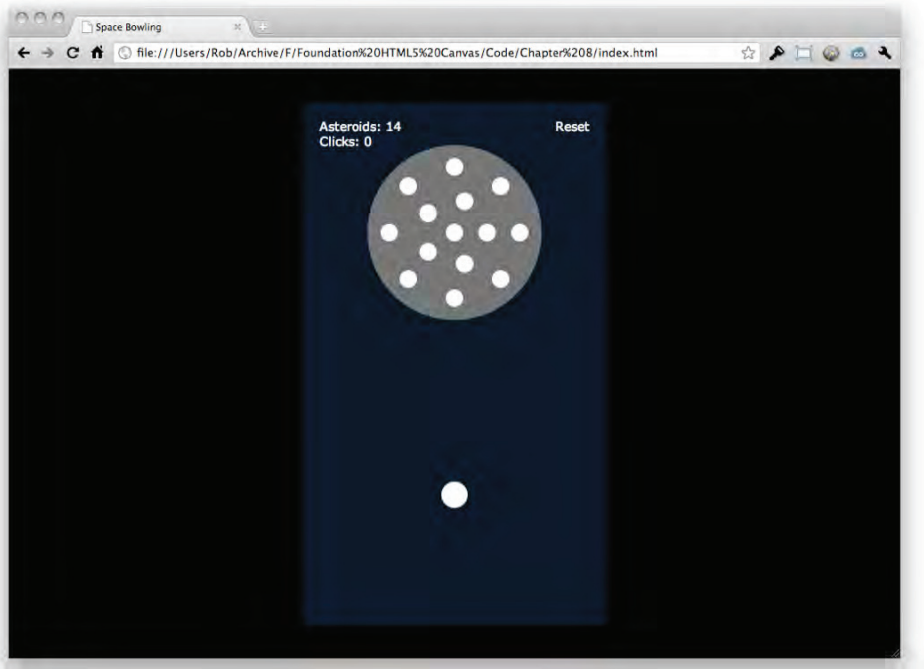 Space Bowling
file:///Users/Rob/Archive/F/Foundation%20HTML5%20Canvas/Code/Chapter%208/index.html
Asteroids: 14
Reset
Clicks: 0